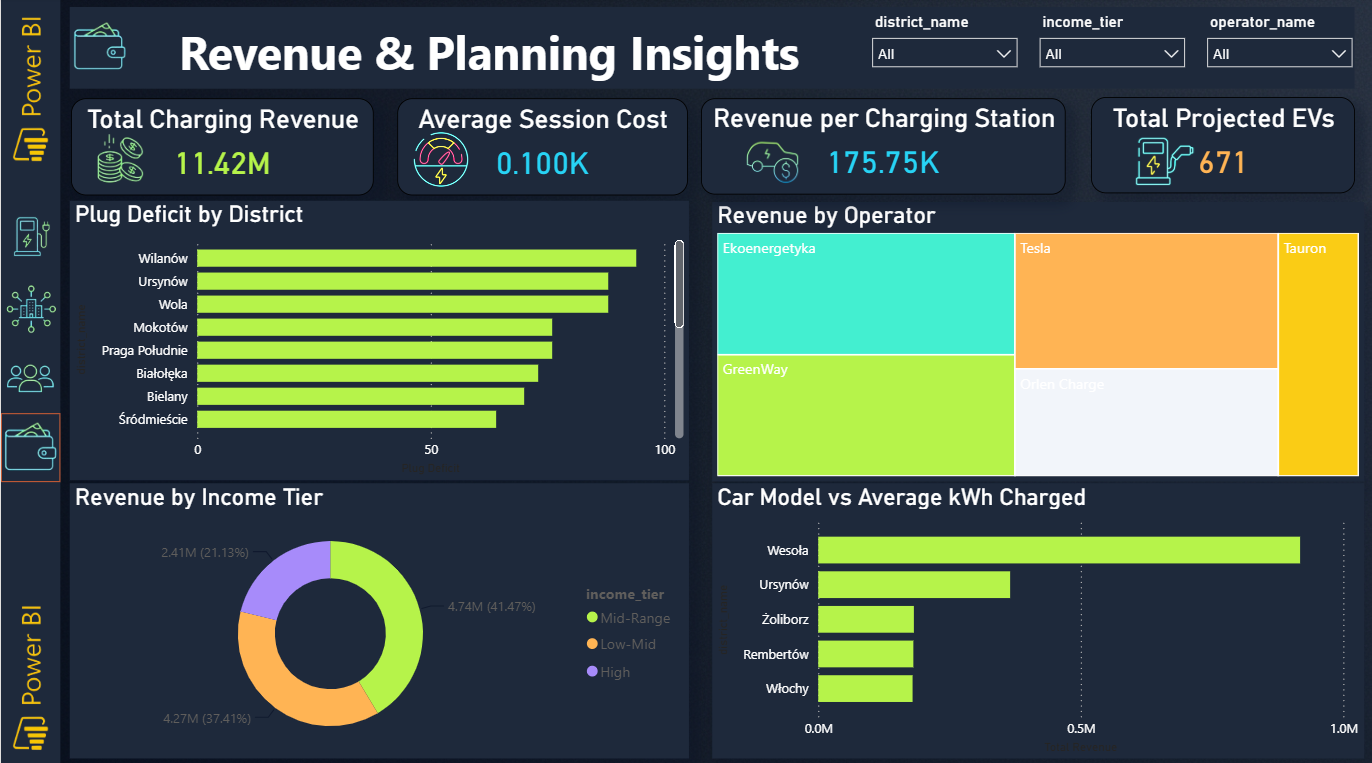 Power BI
Revenue & Planning Insights
district_name
All
income_tier
All
operator_name
All
Total Charging Revenue
11.42M
Average Session Cost
0.100K
Revenue per Charging Station
175.75K
Total Projected EVs
671
Plug Deficit by District
Wilanów
Ursynów
Wola
Mokotów
Praga Południe
Białołęka
Bielany
Śródmieście
0
50
100
Revenue by Operator
Ekoenergetyka
GreenWay
Tesla
Orlen Charge
Tauron
Revenue by Income Tier
2.41M (21.13%)
4.74M (41.47%)
4.27M (37.41%)
income_tier
Mid-Range
Low-Mid
High
Car Model vs Average kWh Charged
Wesoła
Ursynów
Żoliborz
Rembertów
Włochy
0.0M
0.5M
1.0M
Power BI